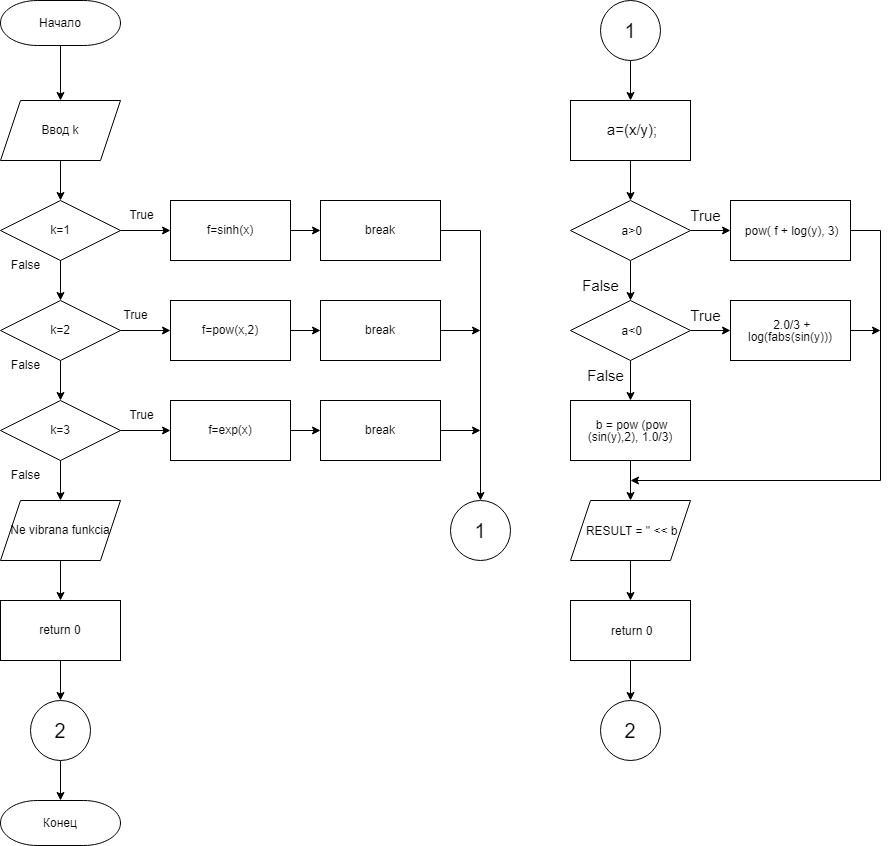 Начало
Ввод k
k=1
True
f=sinh(x)
break
False
k=2
True
f=pow(x,2)
break
False
k=3
True
f=exp(x)
break
False
Ne vibrana funkcia
1
return 0
2
Конец
1
a=(x/y);
a>0
True
pow( f + log(y), 3)
False
a<0
True
2.0/3 +
log(fabs(sin(y)))
False
b = pow (pow
(sin(y),2), 1.0/3)
RESULT = " << b
return 0
2